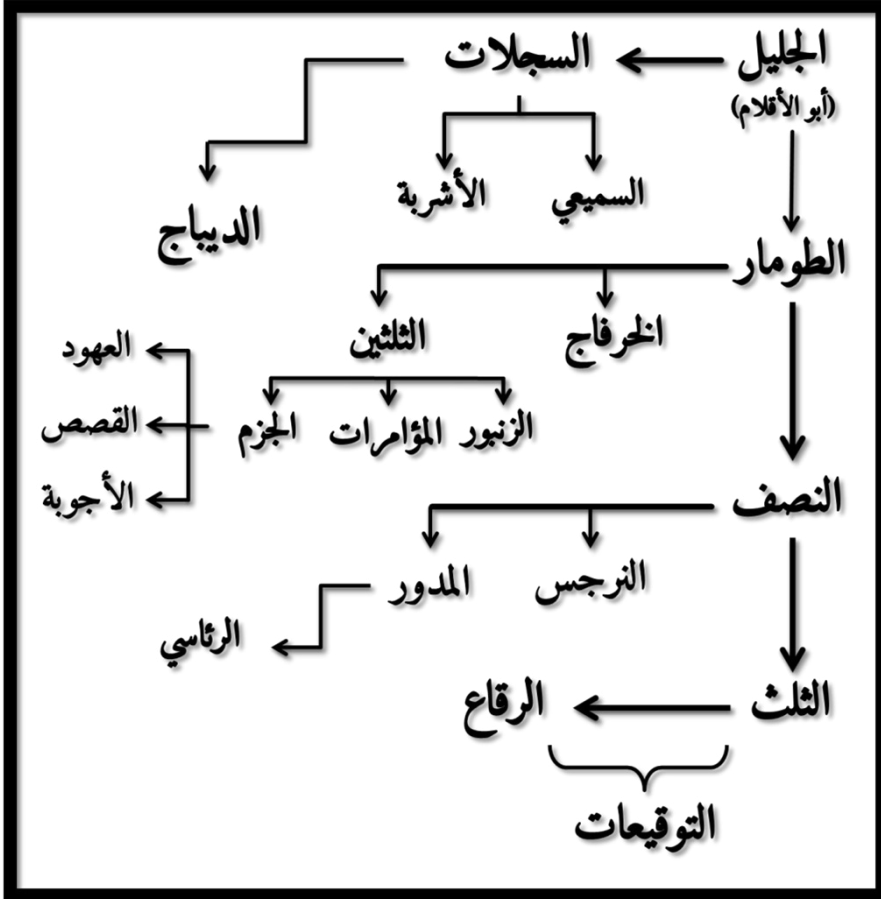 الجليل
السجلات
(أبو الأقلام)
السميعي
الأشربة
الديباج
الطومار
الخرفاج
الثلثين
العهود
القصص
الأجوبة
الزنبور
المؤامرات
الجزم
النصف
النرجس
المدور
الرئاسي
الثلث
الرقاع
التوقيعات